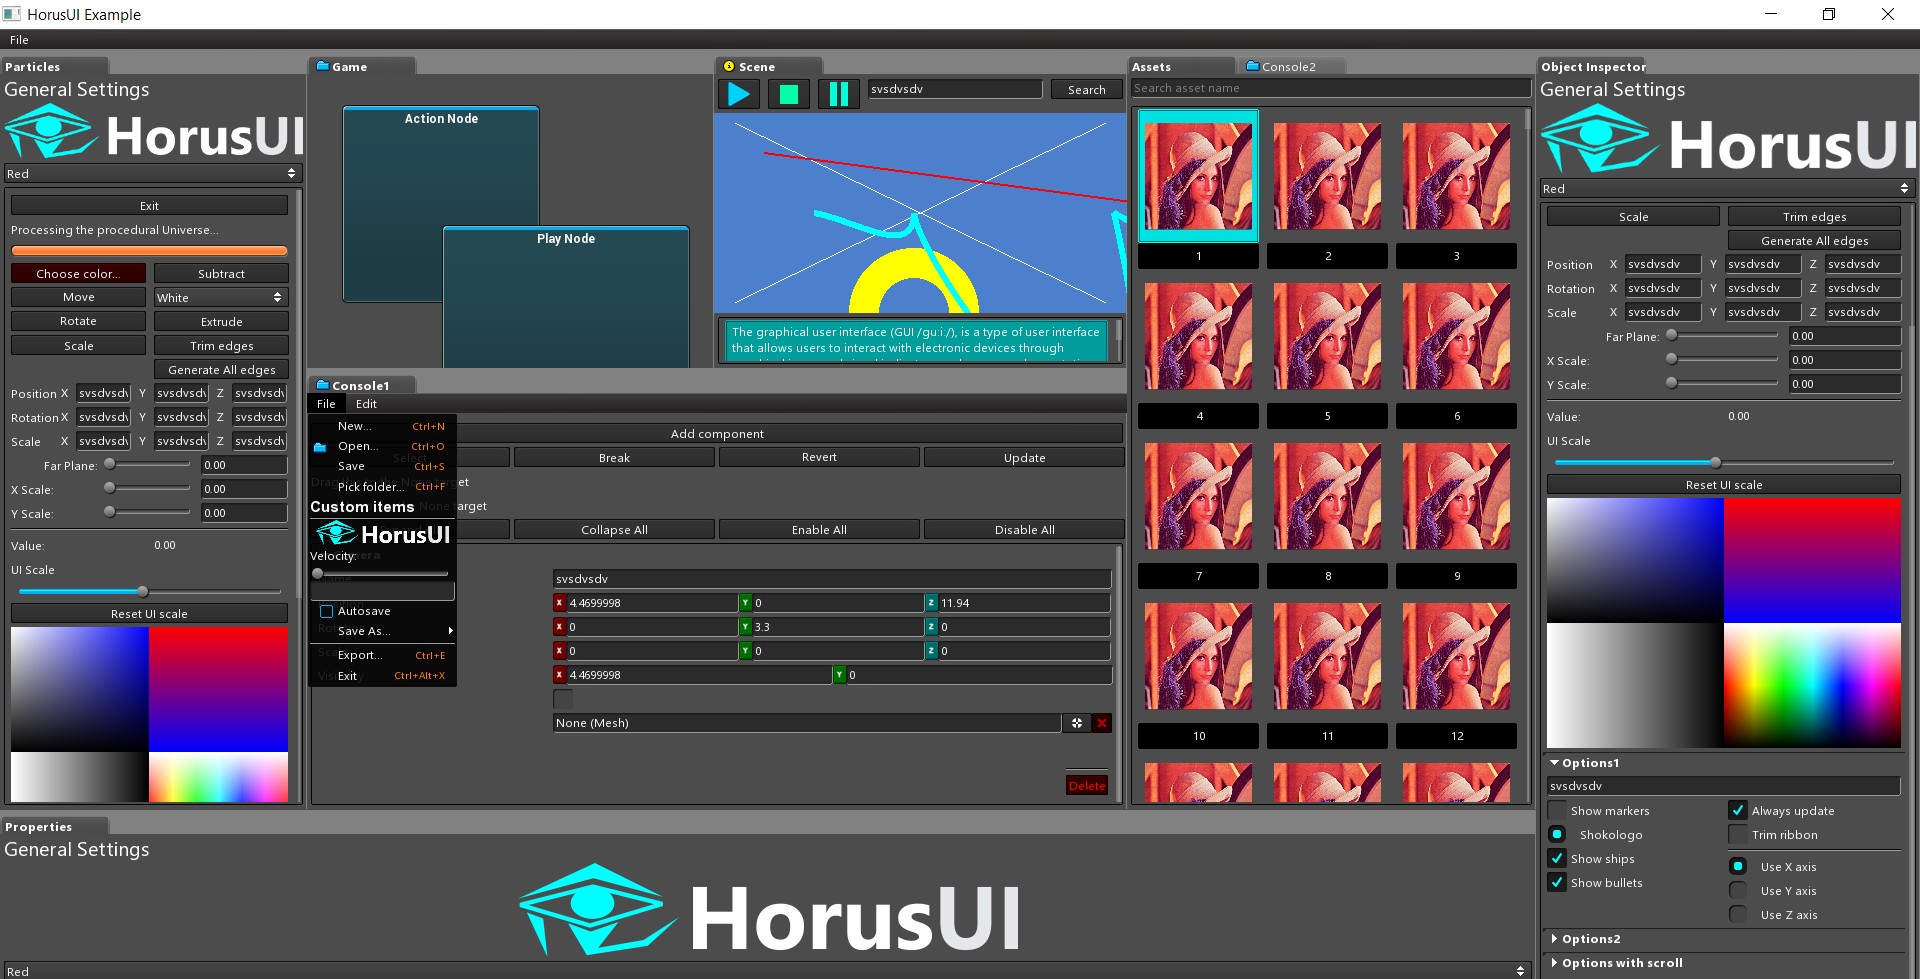 HorusUI Example
File
Particles
General Settings
HorusUI
Red
Exit
Processing the procedural Universe...
Choose color...
Subtract
Move
White
Rotate
Extrude
Scale
Trim edges
Generate All edges
Position X svsdvsdv Y svsdvsdv Z svsdvsdv
Rotation X svsdvsdv Y svsdvsdv Z svsdvsdv
Scale X svsdvsdv Y svsdvsdv Z svsdvsdv
Far Plane: 0.00
X Scale: 0.00
Y Scale: 0.00
Value: 0.00
UI Scale
Reset UI scale
Game
Action Node
Play Node
Scene
svsdvsdv
Search
The graphical user interface (GUI /ɡuːiː/), is a type of user interface
that allows users to interact with electronic devices through
Console1
File Edit
New... Ctrl+N
Open... Ctrl+O
Save Ctrl+S
Pick folder... Ctrl+F
Custom items
HorusUI
Velocity:
Autosave
Save As...
Export... Ctrl+E
Exit Ctrl+Alt+X
Add component
Select
Break
Revert
Update
target
None target
Collapse All
Enable All
Disable All
svsdvsdv
X 4.4699998 Y 0 Z 11.94
X 0 Y 3.3 Z 0
X 0 Y 0 Z 0
X 4.4699998 Y 0
None (Mesh)
Delete
Assets
Console2
Search asset name
1 2 3
4 5 6
7 8 9
10 11 12
Object Inspector
General Settings
HorusUI
Red
Scale
Trim edges
Generate All edges
Position X svsdvsdv Y svsdvsdv Z svsdvsdv
Rotation X svsdvsdv Y svsdvsdv Z svsdvsdv
Scale X svsdvsdv Y svsdvsdv Z svsdvsdv
Far Plane: 0.00
X Scale: 0.00
Y Scale: 0.00
Value: 0.00
UI Scale
Reset UI scale
Options1
svsdvsdv
Show markers
Always update
Shokologo
Trim ribbon
Show ships
Use X axis
Show bullets
Use Y axis
Use Z axis
Options2
Options with scroll
Properties
General Settings
HorusUI
Red